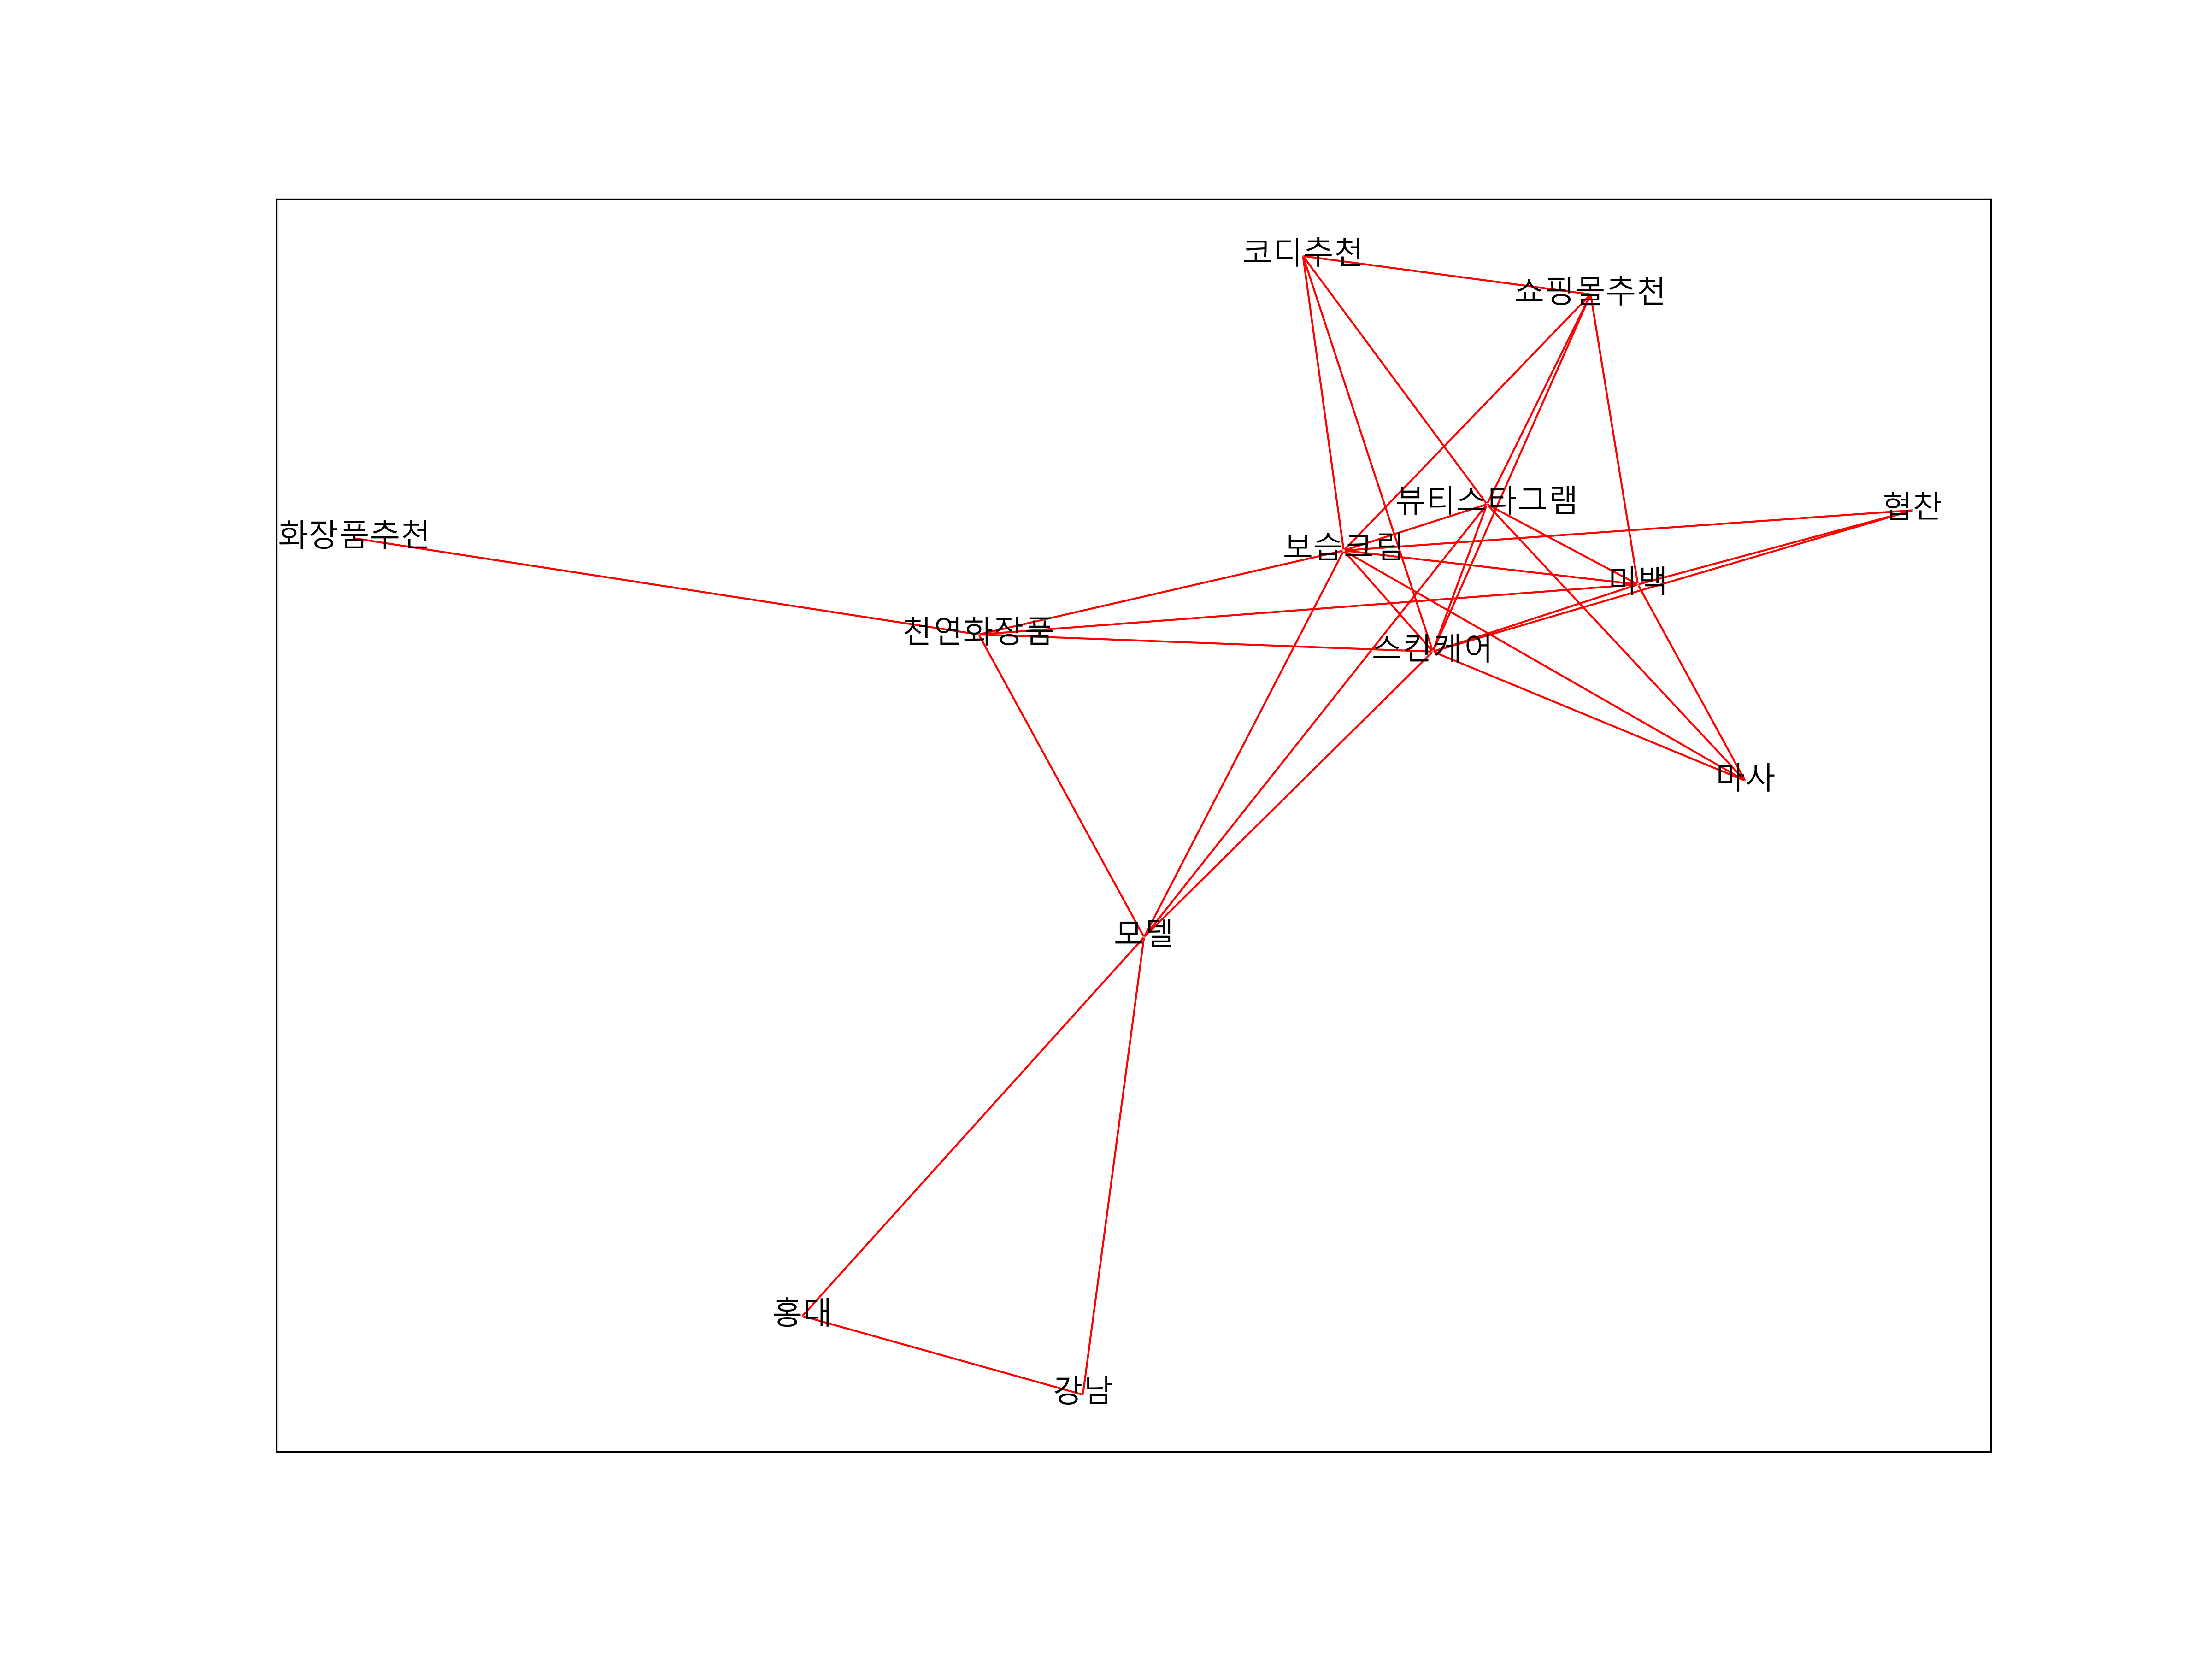 코디추천
쇼핑몰추천
뷰티스타그램
협찬
화장품추천
보습크림
미백
천연화장품
스킨케어
마사
모델
홍대
강남